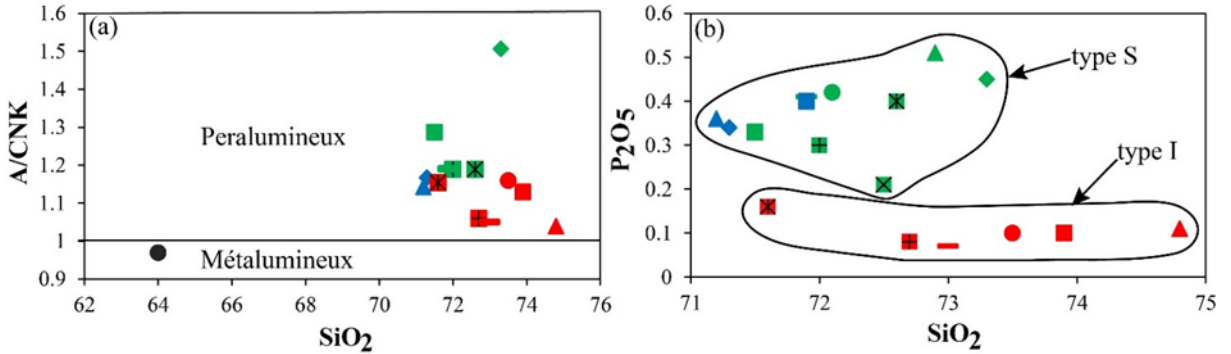 (a)
A/CNK
1.6
1.5
1.4
1.3
1.2
1.1
1
0.9
Peralumineux
Métalumineux
62 64 66 68 70 72 74 76
SiO2
(b)
P2O5
0.6
0.5
0.4
0.3
0.2
0.1
0
type S
type I
71 72 73 74 75
SiO2